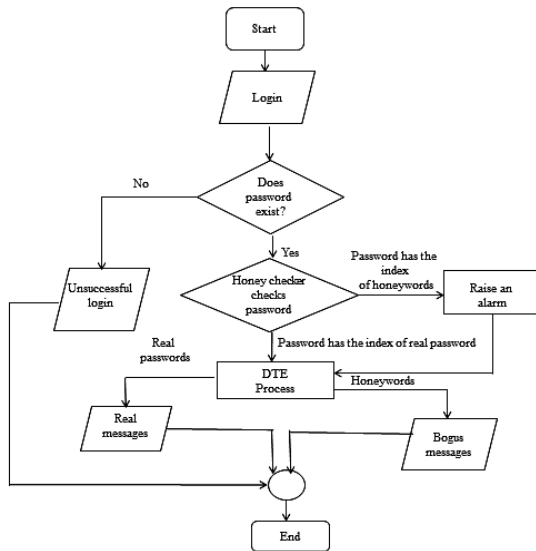 Start
Login
No
Does
password
exist?
Yes
Password has the
index
of honeywords
Honey checker
checks
password
Raise an
alarm
Unsuccessful
login
Real
passwords
Password has the index of real password
DTE
Process
Honeywords
Real
messages
Bogus
messages
End